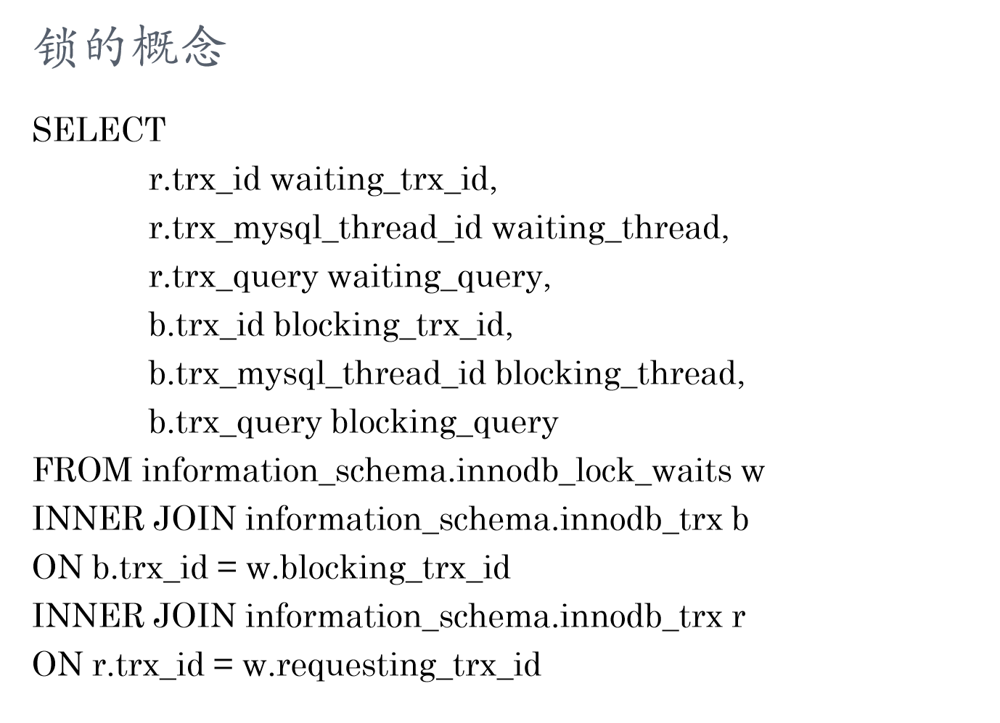 锁的概念
SELECT
r.trx_id waiting_trx_id,
r.trx_mysql_thread_id waiting_thread,
r.trx_query waiting_query,
b.trx_id blocking_trx_id,
b.trx_mysql_thread_id blocking_thread,
b.trx_query blocking_query
FROM information_schema.innodb_lock_waits w
INNER JOIN information_schema.innodb_trx b
ON b.trx_id = w.blocking_trx_id
INNER JOIN information_schema.innodb_trx r
ON r.trx_id = w.requesting_trx_id